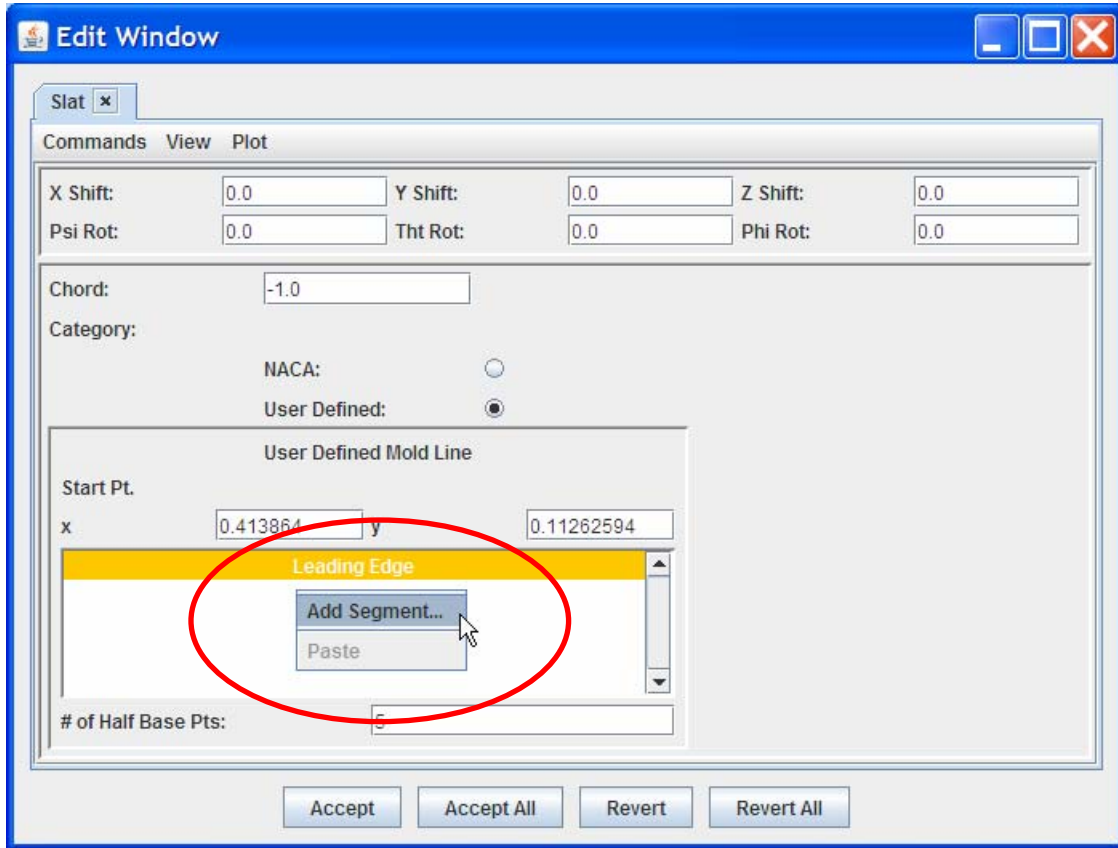 Edit Window
Slat
Commands View Plot
X Shift: 0.0 Y Shift: 0.0 Z Shift: 0.0
Psi Rot: 0.0 Tht Rot: 0.0 Phi Rot: 0.0
Chord: -1.0
Category:
NACA:
User Defined:
User Defined Mold Line
Start Pt.
x 0.413864 y 0.11262594
Leading Edge
Add Segment...
Paste
# of Half Base Pts: 5
Accept Accept All Revert Revert All